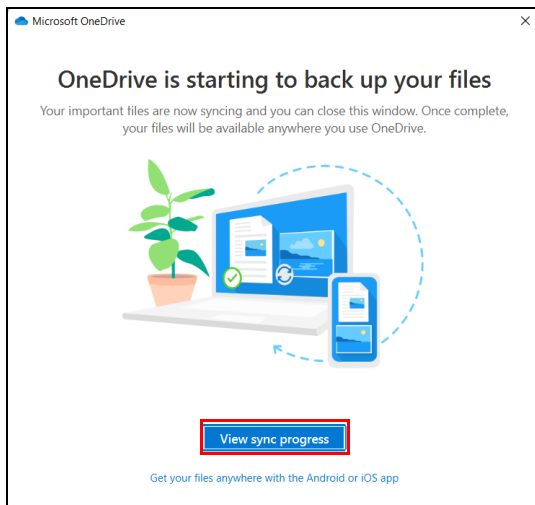 Microsoft OneDrive
OneDrive is starting to back up your files
Your important files are now syncing and you can close this window. Once complete,
your files will be available anywhere you use OneDrive.
View sync progress
Get your files anywhere with the Android or iOS app